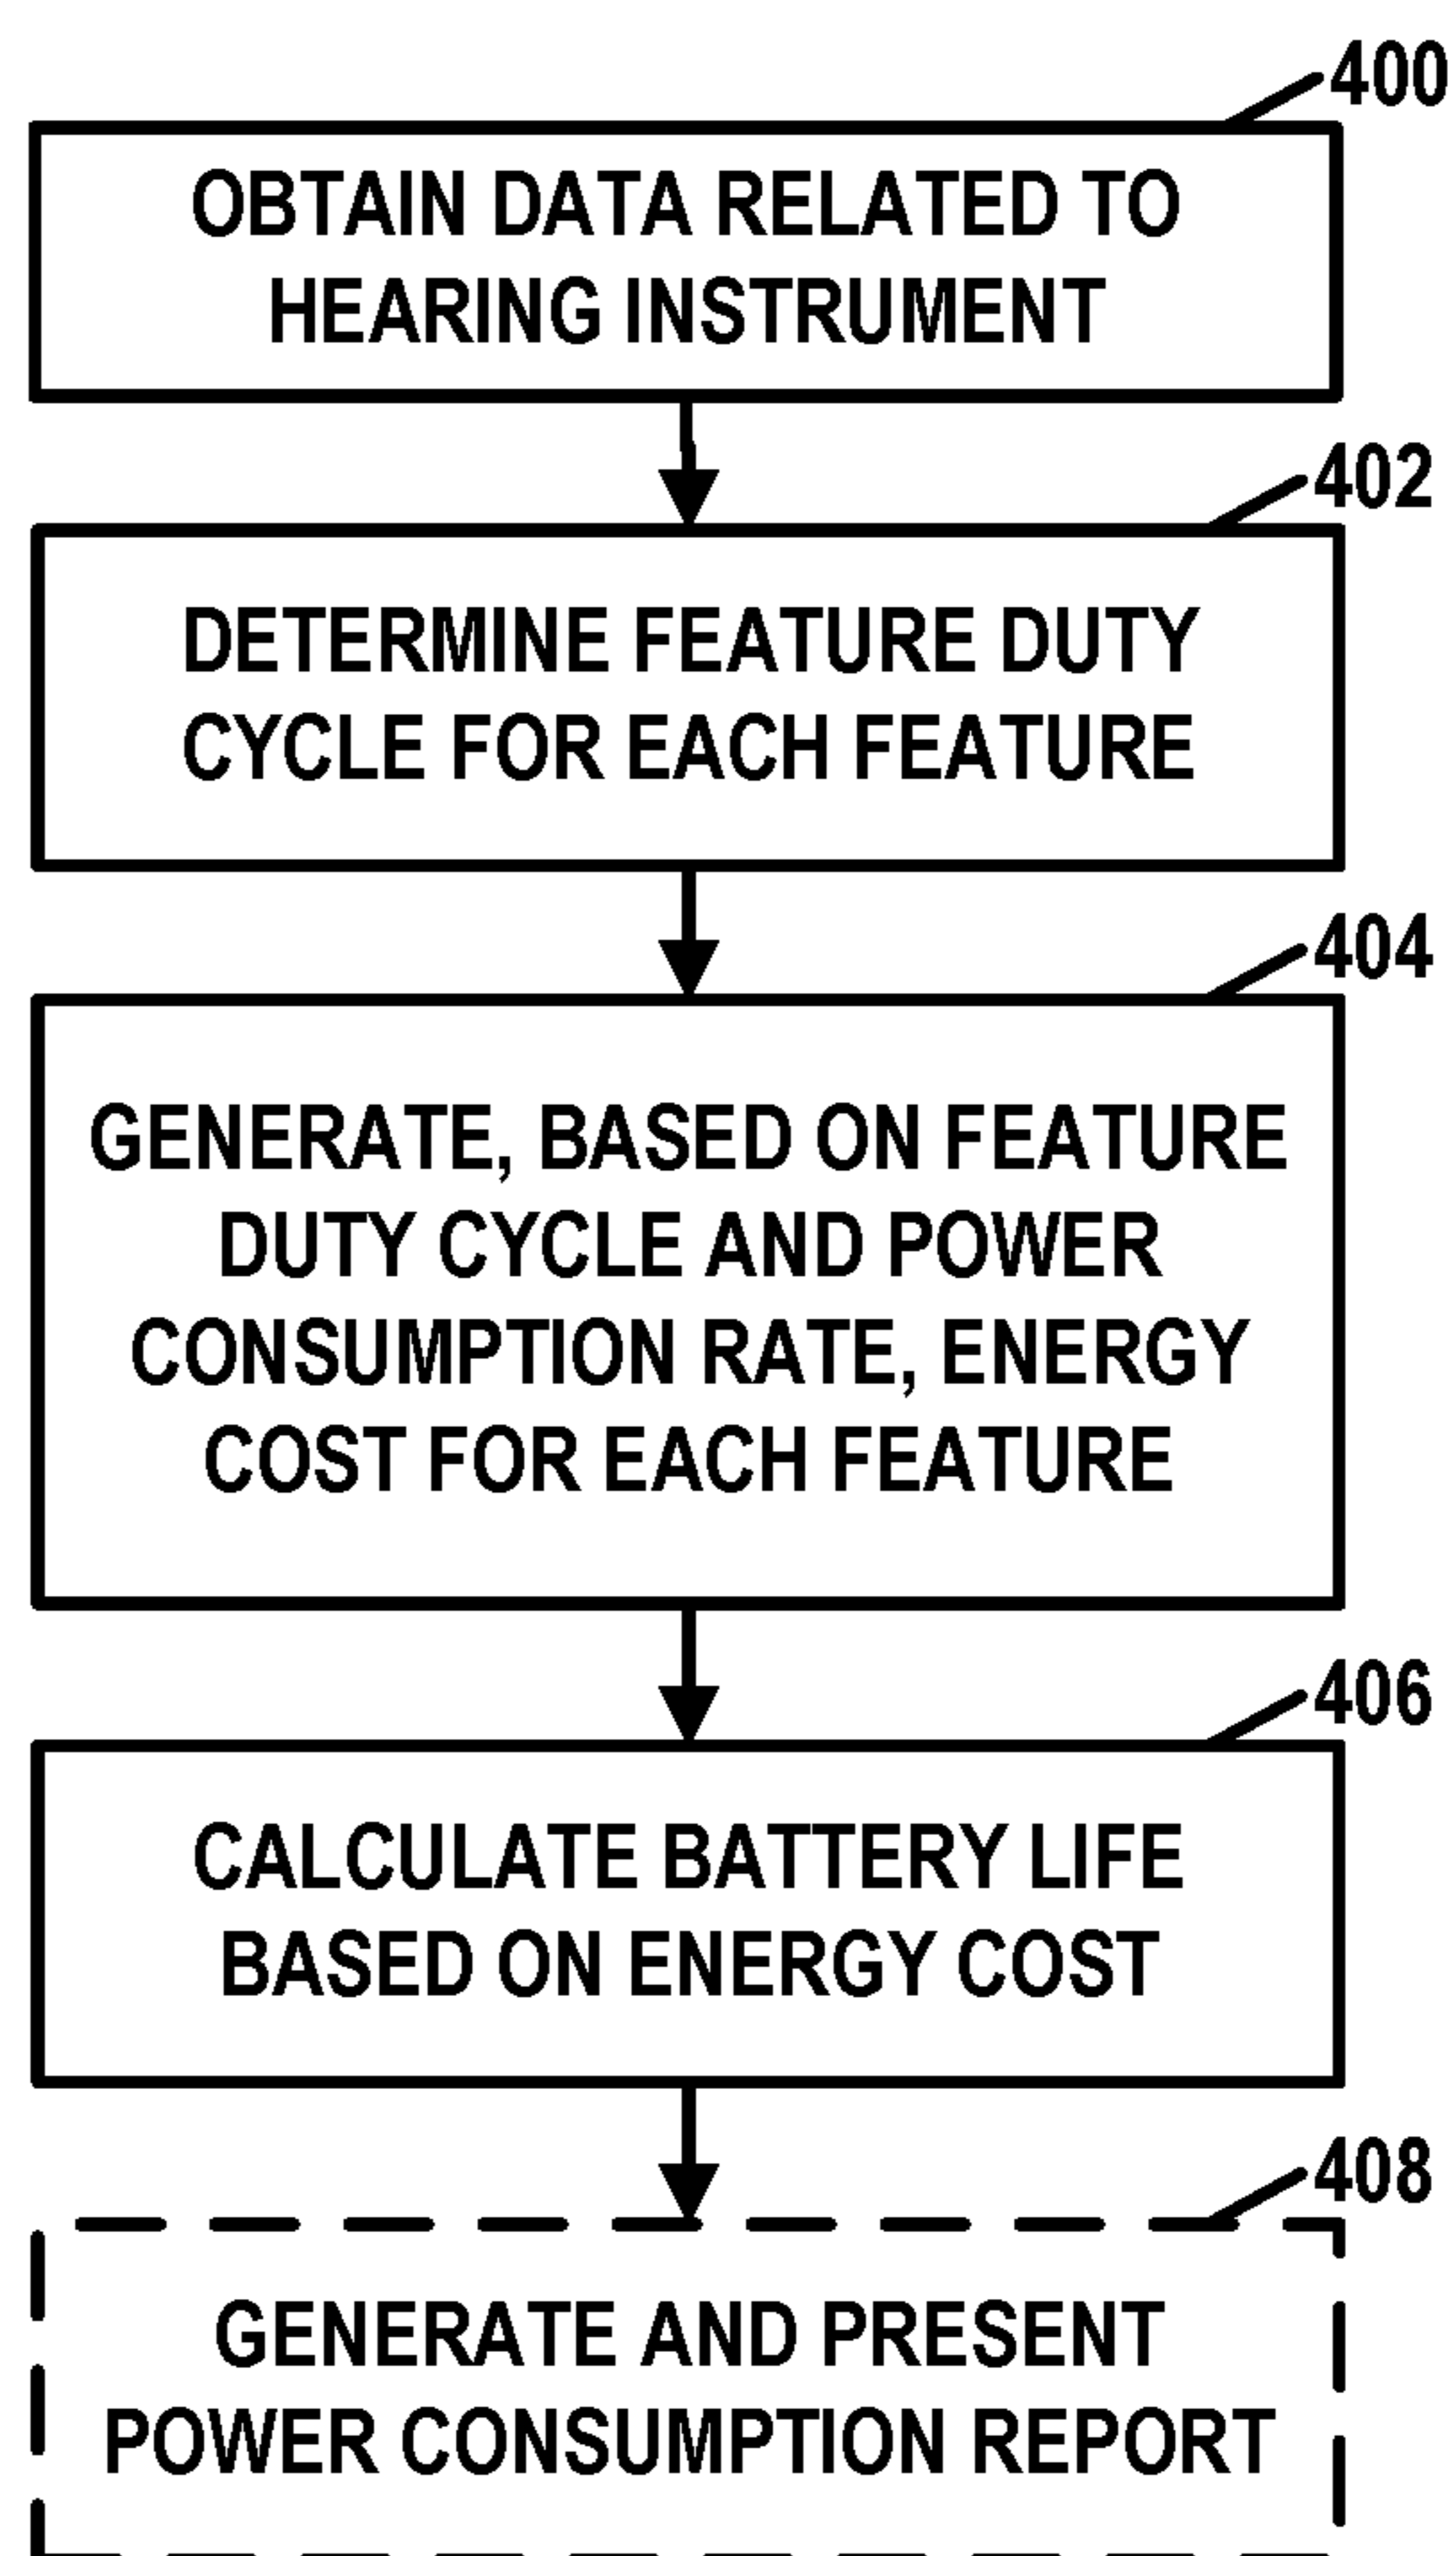 400
OBTAIN DATA RELATED TO
HEARING INSTRUMENT
402
DETERMINE FEATURE DUTY
CYCLE FOR EACH FEATURE
404
GENERATE, BASED ON FEATURE
DUTY CYCLE AND POWER
CONSUMPTION RATE, ENERGY
COST FOR EACH FEATURE
406
CALCULATE BATTERY LIFE
BASED ON ENERGY COST
408
GENERATE AND PRESENT
POWER CONSUMPTION REPORT